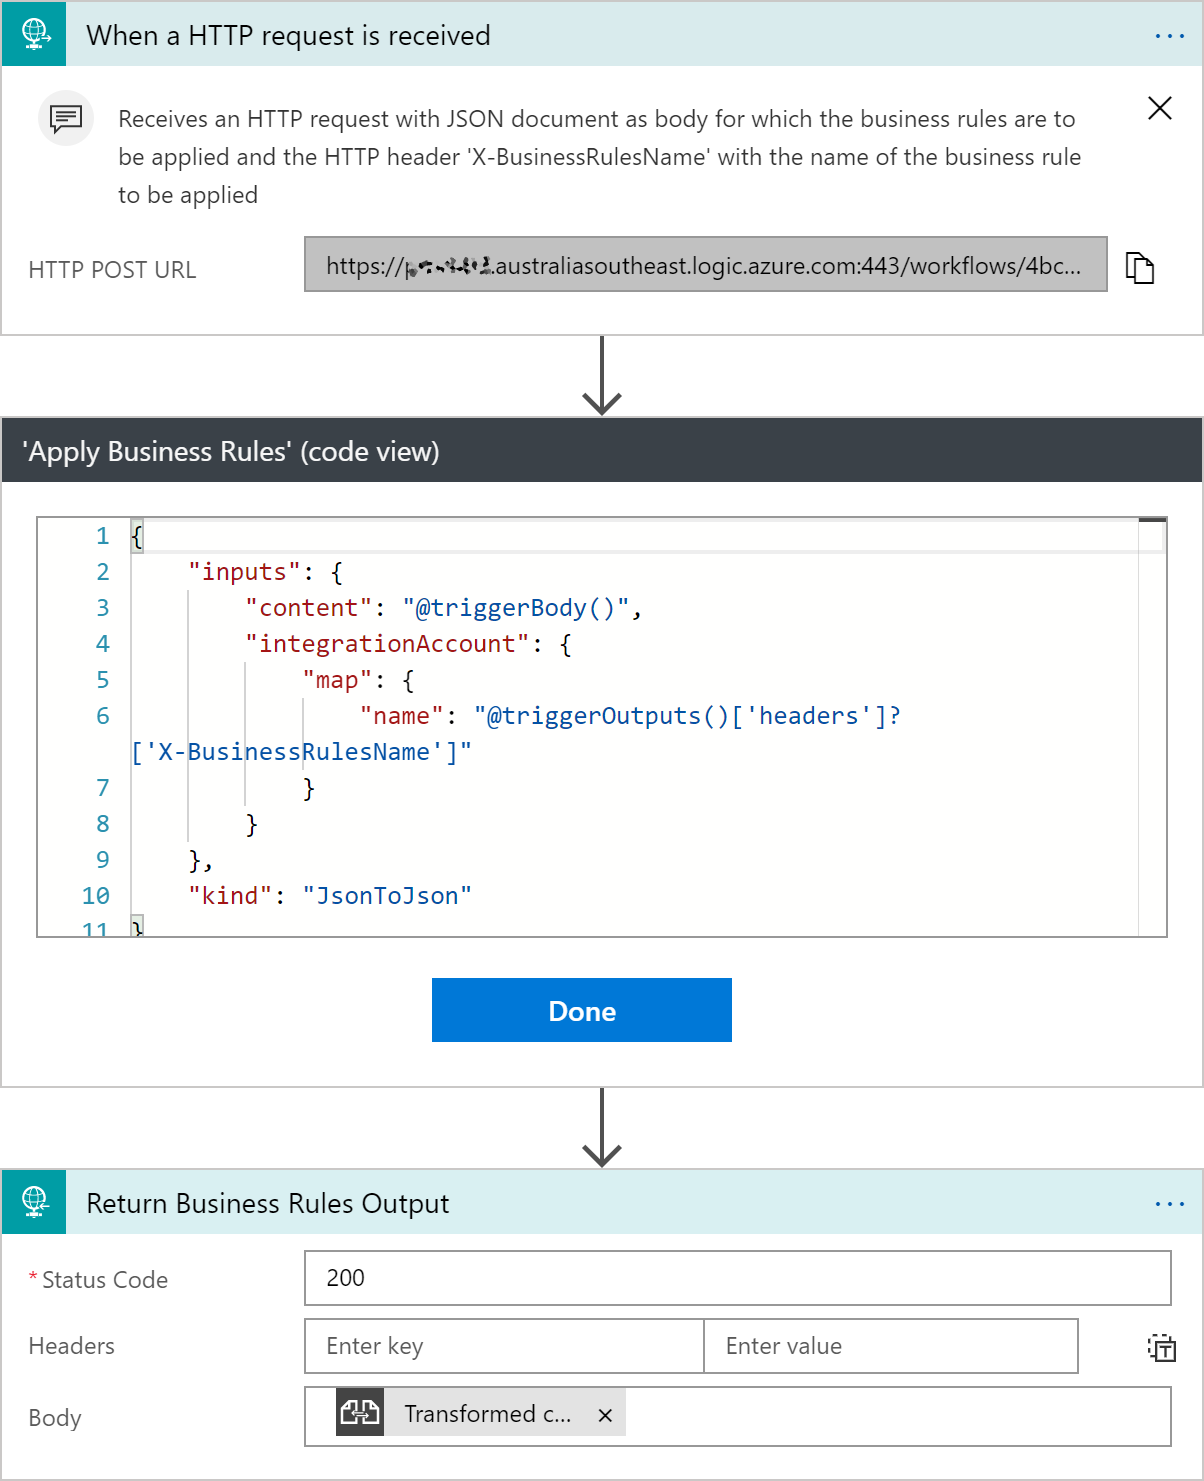 When a HTTP request is received
Receives an HTTP request with JSON document as body for which the business rules are to
be applied and the HTTP header 'X-BusinessRulesName' with the name of the business rule
to be applied
HTTP POST URL
https://.australiasoutheast.logic.azure.com:443/workflows/4bc...
'Apply Business Rules' (code view)
1 {
2 "inputs": {
3 "content": "@triggerBody()",
4 "integrationAccount": {
5 "map": {
6 "name": "@triggerOutputs()['headers']?
['X-BusinessRulesName']"
7 }
8 }
9 },
10 "kind": "JsonToJson"
11 }
Done
Return Business Rules Output
*Status Code
200
Headers
Enter key
Enter value
Body
Transformed c...